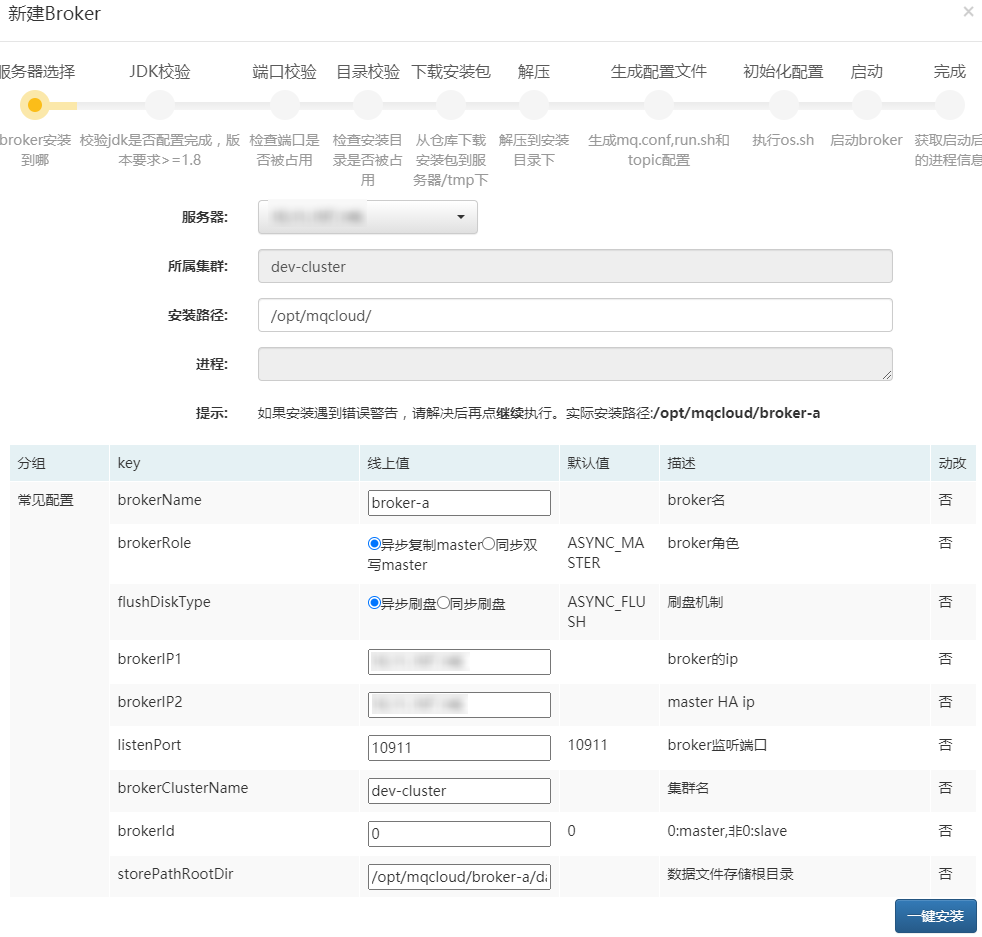 新建Broker
×
服务器选择 JDK校验 端口校验 目录校验 下载安装包 解压 生成配置文件 初始化配置 启动 完成
broker安装 校验jdk是否配置完成，版 检查端口是 检查安装目 从仓库下载 解压到安装 生成mq.conf,run.sh和 执行os.sh 启动broker 获取启动后
到哪 本要求>=1.8 否被占用 录是否被占 安装包到服 目录下 topic配置 的进程信息
用 务器/tmp下
服务器:
所属集群: dev-cluster
安装路径: /opt/mqcloud/
进程:
提示: 如果安装遇到错误警告，请解决后再点继续执行。实际安装路径:/opt/mqcloud/broker-a
分组 key 线上值 默认值 描述 动改
常见配置 brokerName broker-a broker名 否
brokerRole 异步复制master 同步双 ASYNC_MA broker角色 否
写master STER
flushDiskType 异步刷盘 同步刷盘 ASYNC_FLU 刷盘机制 否
SH
brokerIP1 broker的ip 否
brokerIP2 master HA ip 否
listenPort 10911 10911 broker监听端口 否
brokerClusterName dev-cluster 集群名 否
brokerId 0 0 0:master,非0:slave 否
storePathRootDir /opt/mqcloud/broker-a/da 数据文件存储根目录 否
一键安装